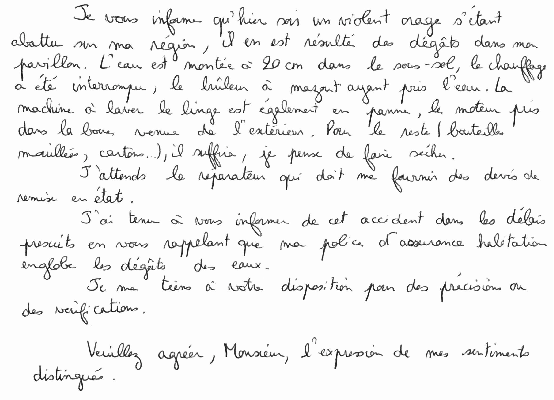 Je vous informe qu'hier soir un violent orage s'étant
abattu sur ma région, il en est résulté des dégâts dans mon
pavillon. L'eau est montée à 20 cm dans le sous-sol, le chauffage
a été interrompu, le brûleur à mazout ayant pris l'eau. La
machine à laver le linge est également en panne, le moteur pris
dans la boue venue de l'extérieur. Pour le reste (bouteilles
mouillées, cartons...), il suffira, je pense de faire sécher.
J'attends le réparateur qui doit me fournir des devis de
remise en état.
J'ai tenu à vous informer de cet accident dans les délais
prescrits en vous rappelant que ma police d'assurance habitation
englobe les dégâts des eaux.
Je me tiens à votre disposition pour des précisions ou
des vérifications.
Veuillez agréer, Monsieur, l'expression de mes sentiments
distingués.